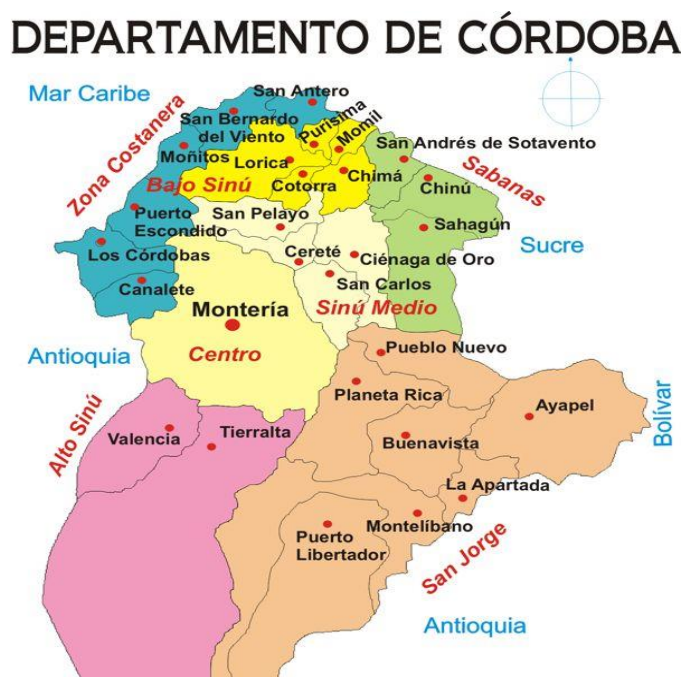 DEPARTAMENTO DE CÓRDOBA
Mar Caribe
Zona Costanera
San Antero
San Bernardo
del Viento
Purísima
Momil
Moñitos
Lorica
San Andrés de Sotavento
Sabanas
Bajo Sinú
Cotorra
Chimá
Chinú
Puerto
Escondido
San Pelayo
Sahagún
Sucre
Los Córdobas
Cereté
Ciénaga de Oro
Canalete
San Carlos
Montería
Sinú Medio
Antioquia
Centro
Pueblo Nuevo
Planeta Rica
Ayapel
Bolívar
Alto Sinú
Valencia
Tierralta
Buenavista
La Apartada
Montelíbano
Puerto
Libertador
San Jorge
Antioquia